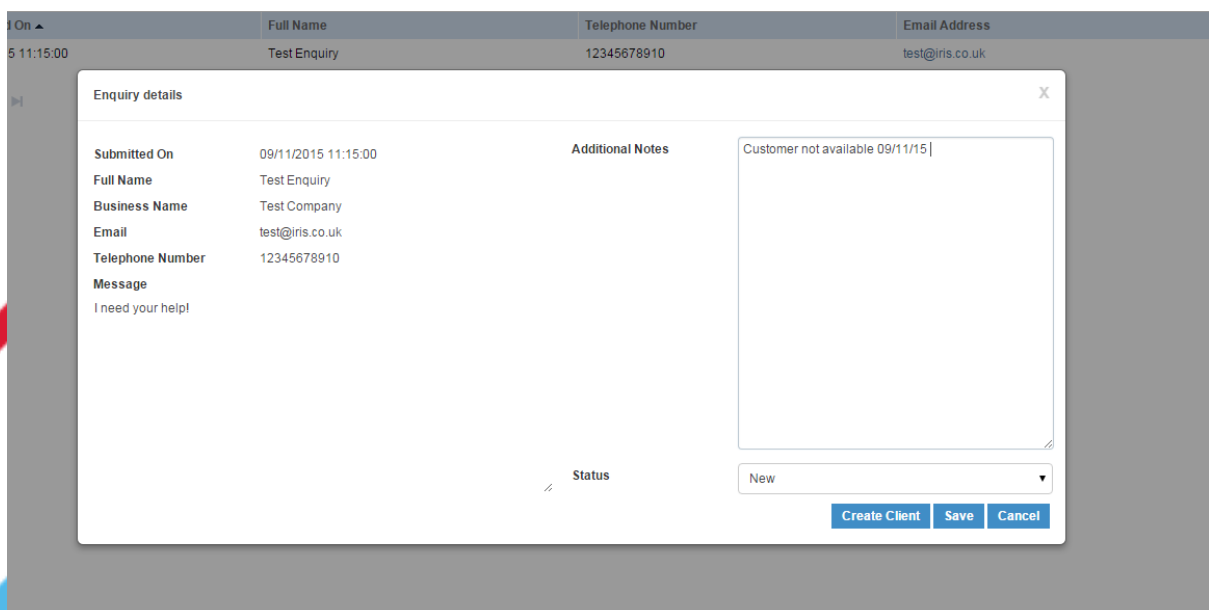 d On Full Name Telephone Number Email Address
5 11:15:00 Test Enquiry 12345678910 test@iris.co.uk
Enquiry details X
Submitted On 09/11/2015 11:15:00
Full Name Test Enquiry
Business Name Test Company
Email test@iris.co.uk
Telephone Number 12345678910
Message
I need your help!
Additional Notes Customer not available 09/11/15
Status New
Create Client Save Cancel